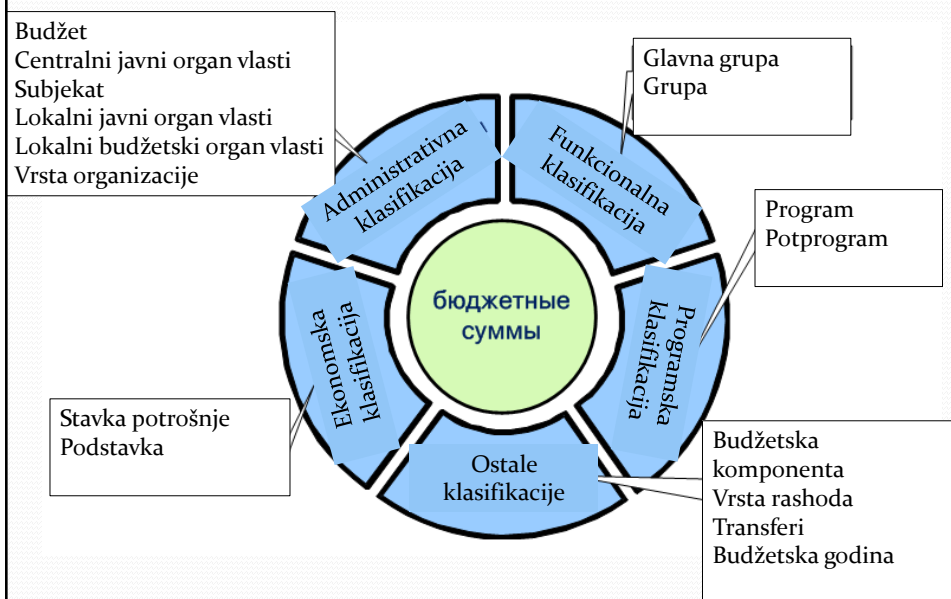 Budžet
Centralni javni organ vlasti
Subjekat
Lokalni javni organ vlasti
Lokalni budžetski organ vlasti
Vrsta organizacije
Glavna grupa
Grupa
Administrativna
klasifikacija
Funkcionalna
klasifikacija
Program
Potprogram
бюджетные
суммы
Ekonomska
klasifikacija
Programska
klasifikacija
Stavka potrošnje
Podstavka
Ostale
klasifikacije
Budžetska
komponenta
Vrsta rashoda
Transferi
Budžetska godina